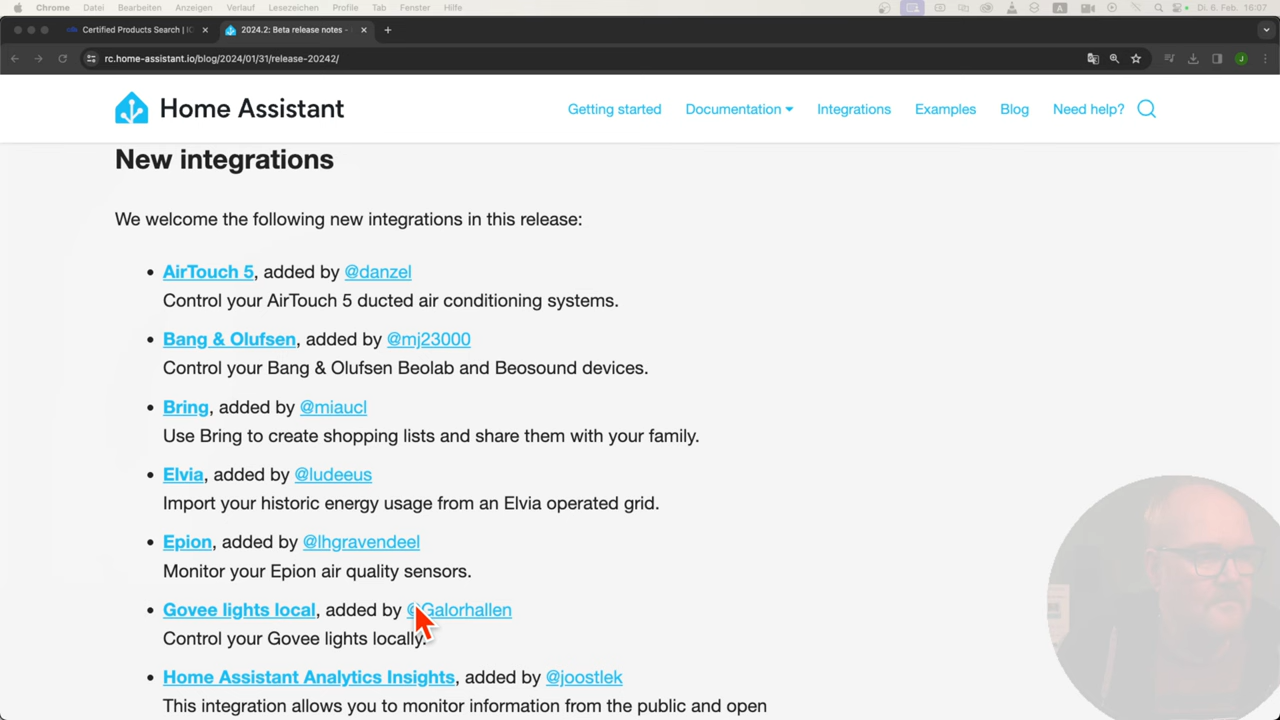 Chrome Datei Bearbeiten Anzeigen Verlauf Lesezeichen Profile Tab Fenster Hilfe A Di. 6. Feb. 16:07
Certified Products Search | 2024.2: Beta release notes -
rc.home-assistant.io/blog/2024/01/31/release-20242/ J
Home Assistant Getting started Documentation Integrations Examples Blog Need help?
New integrations
We welcome the following new integrations in this release:
• AirTouch 5, added by @danzel
Control your AirTouch 5 ducted air conditioning systems.
• Bang & Olufsen, added by @mj23000
Control your Bang & Olufsen Beolab and Beosound devices.
• Bring, added by @miaucl
Use Bring to create shopping lists and share them with your family.
• Elvia, added by @ludeeus
Import your historic energy usage from an Elvia operated grid.
• Epion, added by @lhgravendeel
Monitor your Epion air quality sensors.
• Govee lights local, added by @Galorhallen
Control your Govee lights locally.
• Home Assistant Analytics Insights, added by @joostlek
This integration allows you to monitor information from the public and open